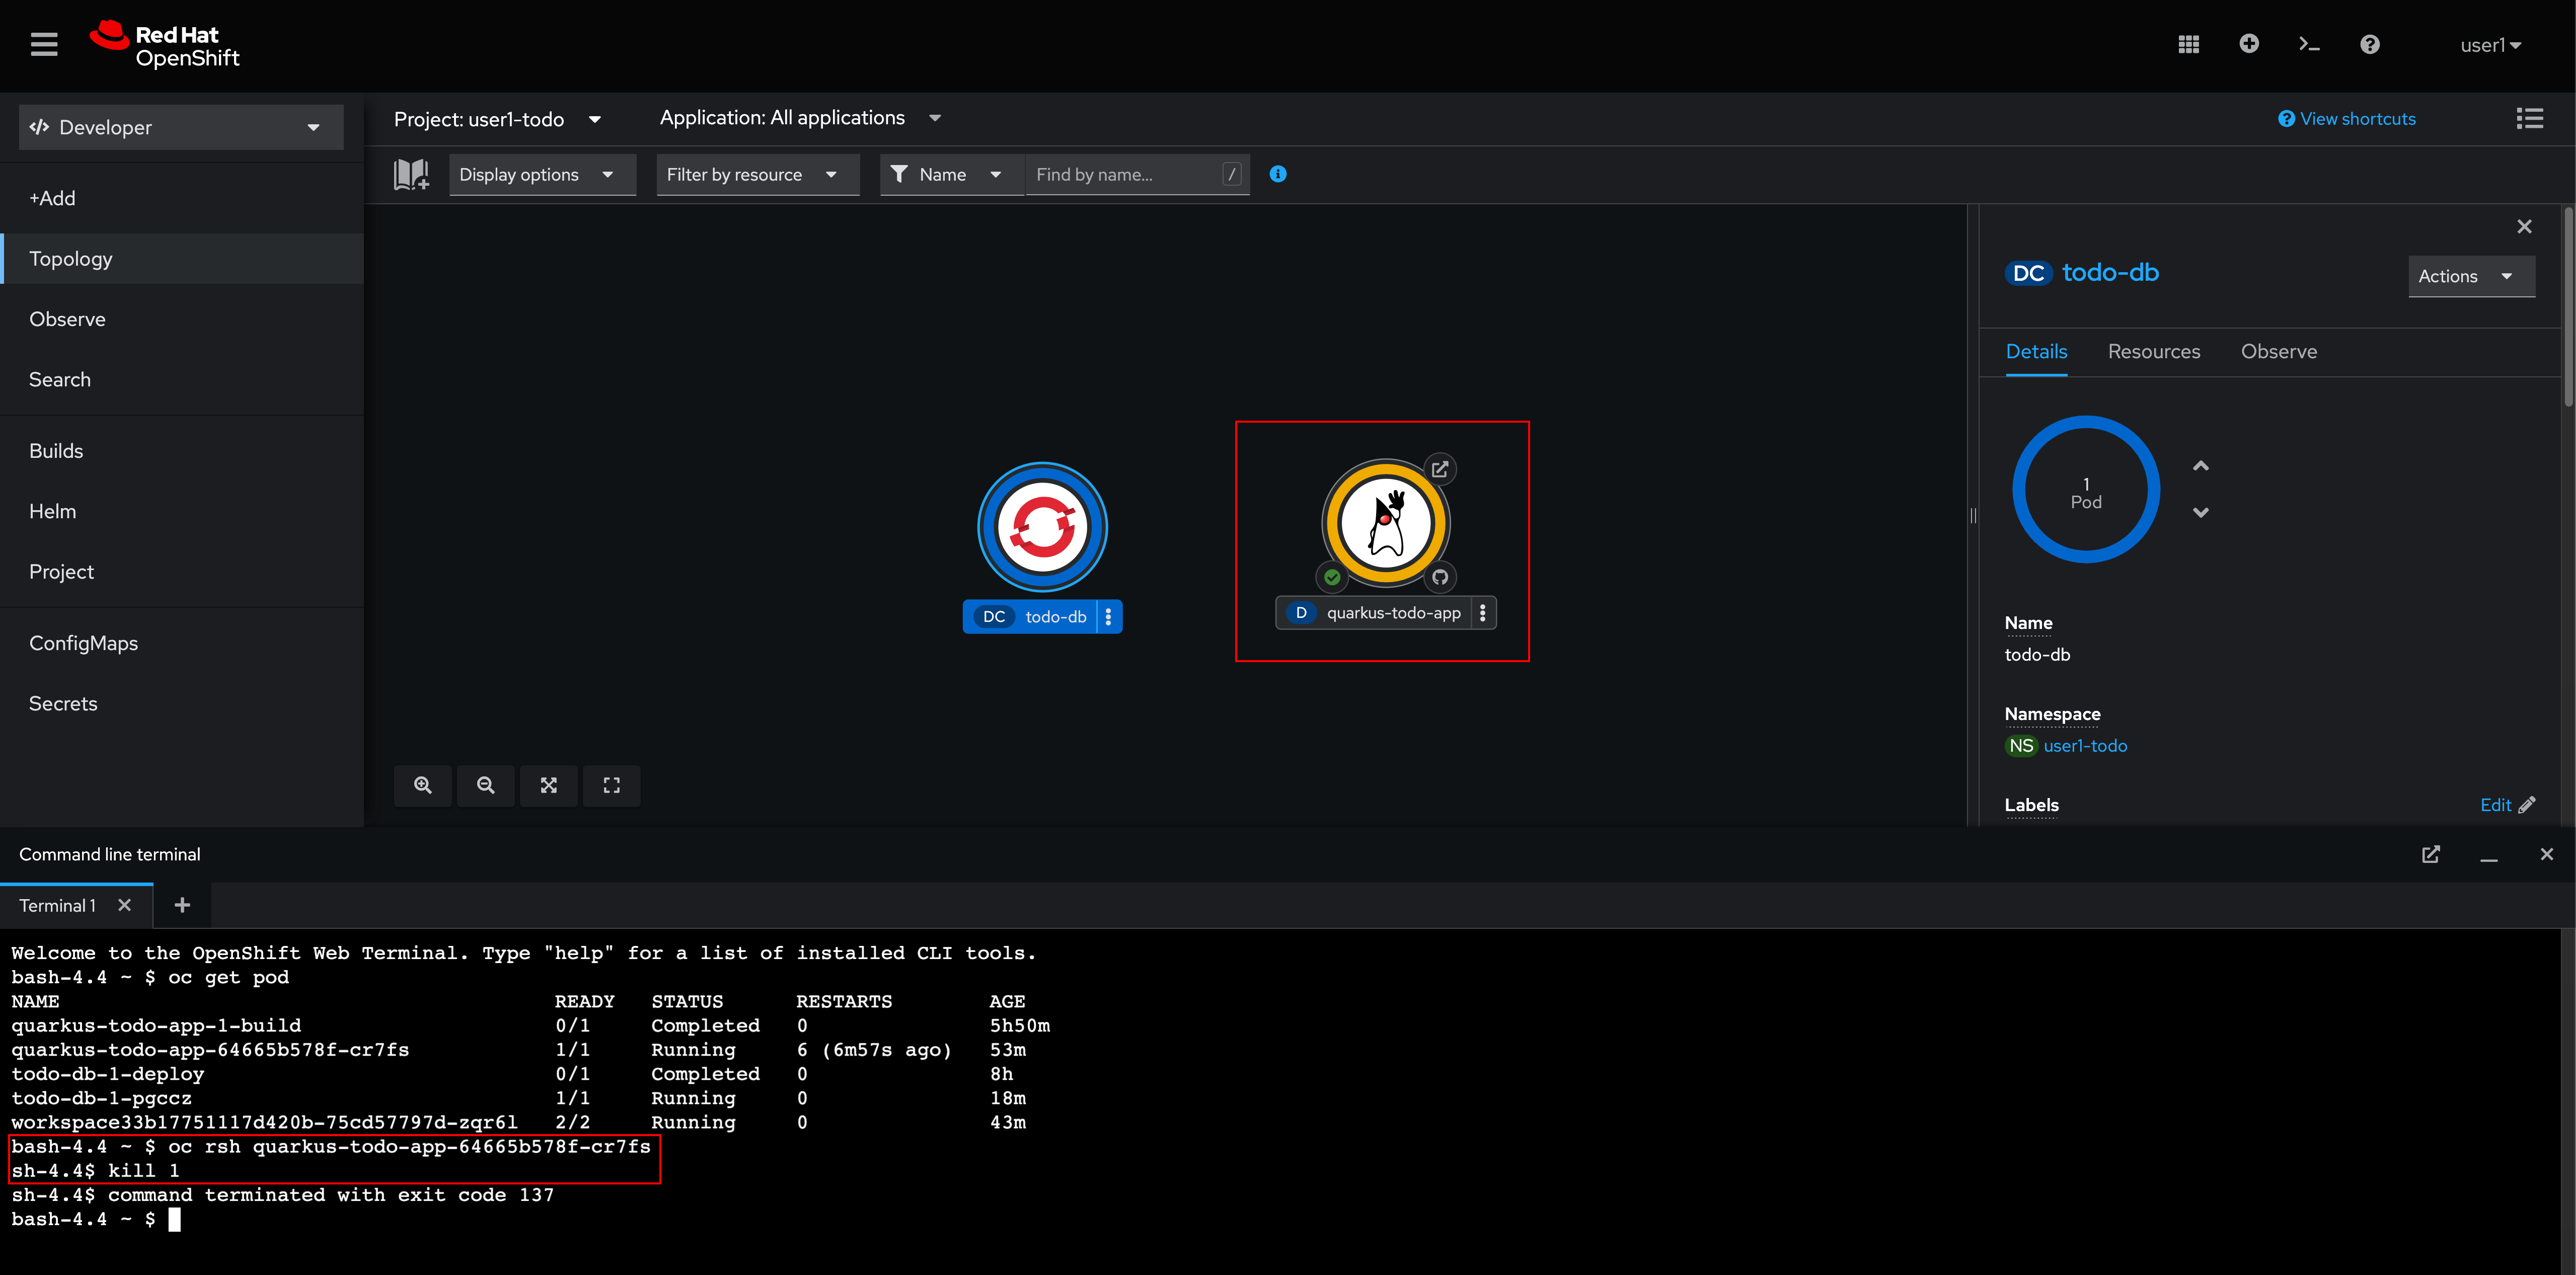 Red Hat
OpenShift
user1
Developer
+Add
Topology
Observe
Search
Builds
Helm
Project
ConfigMaps
Secrets
Project: user1-todo
Application: All applications
View shortcuts
Display options
Filter by resource
Name
Find by name...
/
DC todo-db
D quarkus-todo-app
DC todo-db
Actions
Details Resources Observe
1
Pod
Name
todo-db
Namespace
NS user1-todo
Labels
Edit
Command line terminal
Terminal 1
Welcome to the OpenShift Web Terminal. Type "help" for a list of installed CLI tools.
bash-4.4 ~ $ oc get pod
NAME READY STATUS RESTARTS AGE
quarkus-todo-app-1-build 0/1 Completed 0 5h50m
quarkus-todo-app-64665b578f-cr7fs 1/1 Running 6 (6m57s ago) 53m
todo-db-1-deploy 0/1 Completed 0 8h
todo-db-1-pgccz 1/1 Running 0 18m
workspace33b17751117d420b-75cd57797d-zqr6l 2/2 Running 0 43m
bash-4.4 ~ $ oc rsh quarkus-todo-app-64665b578f-cr7fs
sh-4.4$ kill 1
sh-4.4$ command terminated with exit code 137
bash-4.4 ~ $